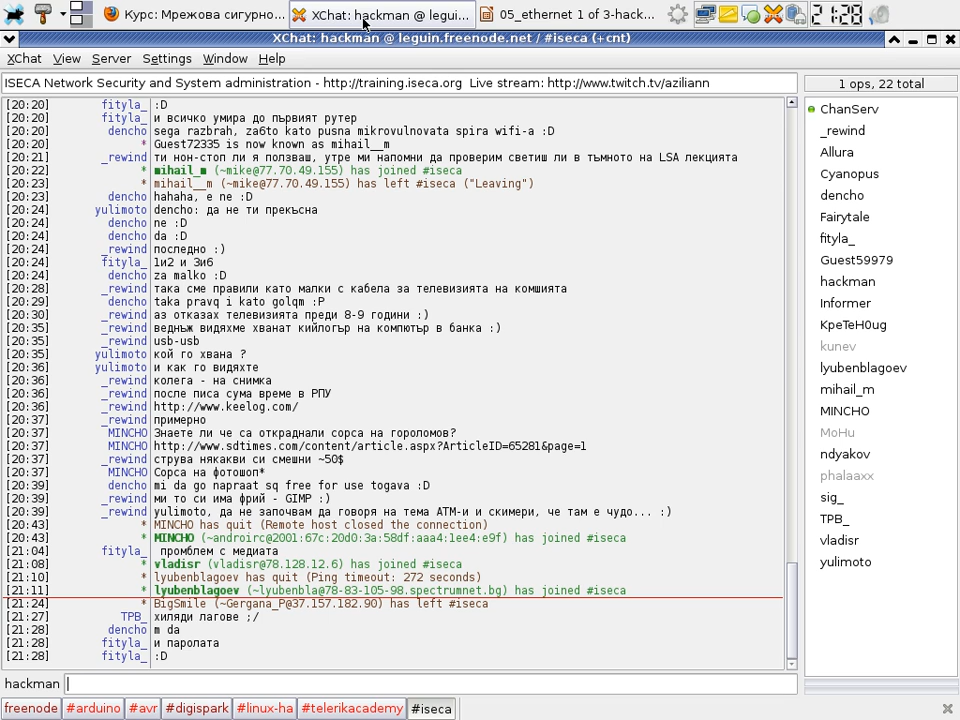 Курс: Мрежова сигурно...
XChat: hackman @ legui...
05_ethernet 1 of 3-hack...
21:28
XChat: hackman @ leguin.freenode.net / #iseca (+cnt)
XChat View Server Settings Window Help
ISECA Network Security and System administration - http://training.iseca.org Live stream: http://www.twitch.tv/aziliann
1 ops, 22 total
[20:20] fityla_ :D
[20:20] fityla_ и всичко умира до първият рутер
[20:20] dencho sega razbrah, za6to kato pusna mikrovulnovata spira wifi-a :D
[20:20] * Guest72335 is now known as mihail__m
[20:21] _rewind ти нон-стоп ли я ползваш, утре ми напомни да проверим светиш ли в тъмното на LSA лекцията
[20:22] * mihail_m (~mike@77.70.49.155) has joined #iseca
[20:23] * mihail__m (~mike@77.70.49.155) has left #iseca ("Leaving")
[20:23] dencho hahaha, e ne :D
[20:24] yulimoto dencho: да не ти прекъсна
[20:24] dencho ne :D
[20:24] dencho da :D
[20:24] _rewind последно :)
[20:24] fityla_ 1и2 и 3и6
[20:24] dencho za malko :D
[20:28] _rewind така сме правили като малки с кабела за телевизията на комшията
[20:29] dencho taka pravq i kato golqm :P
[20:30] _rewind аз отказах телевизията преди 8-9 години :)
[20:35] _rewind веднъж видяхме хванат кийлогър на компютър в банка :)
[20:35] _rewind usb-usb
[20:35] yulimoto кой го хвана ?
[20:36] yulimoto и как го видяхте
[20:36] _rewind колега - на снимка
[20:36] _rewind после писа сума време в РПУ
[20:36] _rewind http://www.keelog.com/
[20:37] _rewind примерно
[20:37] MINCHO Знаете ли че са откраднали сорса на гороломов?
[20:37] MINCHO http://www.sdtimes.com/content/article.aspx?ArticleID=65281&page=1
[20:37] _rewind струва някакви си смешни ~50$
[20:37] MINCHO Сорса на фотошоп*
[20:39] dencho mi da go napraat sq free for use togava :D
[20:39] _rewind ми то си има фрий - GIMP :)
[20:39] _rewind yulimoto, да не започвам да говоря на тема ATM-и и скимери, че там е чудо... :)
[20:43] * MINCHO has quit (Remote host closed the connection)
[20:43] * MINCHO (~androirc@2001:67c:20d0:3a:58df:aaa4:1ee4:e9f) has joined #iseca
[21:04] fityla_ промблем с медиата
[21:08] * vladisr (vladisr@78.128.12.6) has joined #iseca
[21:10] * lyubenblagoev has quit (Ping timeout: 272 seconds)
[21:11] * lyubenblagoev (~lyubenbla@78-83-105-98.spectrumnet.bg) has joined #iseca
[21:24] * BigSmile (~Gergana_P@37.157.182.90) has left #iseca
[21:27] TPB_ хиляди лагове ;/
[21:28] dencho m da
[21:28] fityla_ и паролата
[21:28] fityla_ :D
ChanServ
_rewind
Allura
Cyanopus
dencho
Fairytale
fityla_
Guest59979
hackman
Informer
KpeTeH0ug
kunev
lyubenblagoev
mihail_m
MINCHO
MoHu
ndyakov
phalaaxx
sig_
TPB_
vladisr
yulimoto
hackman
freenode #arduino #avr #digispark #linux-ha #telerikacademy #iseca